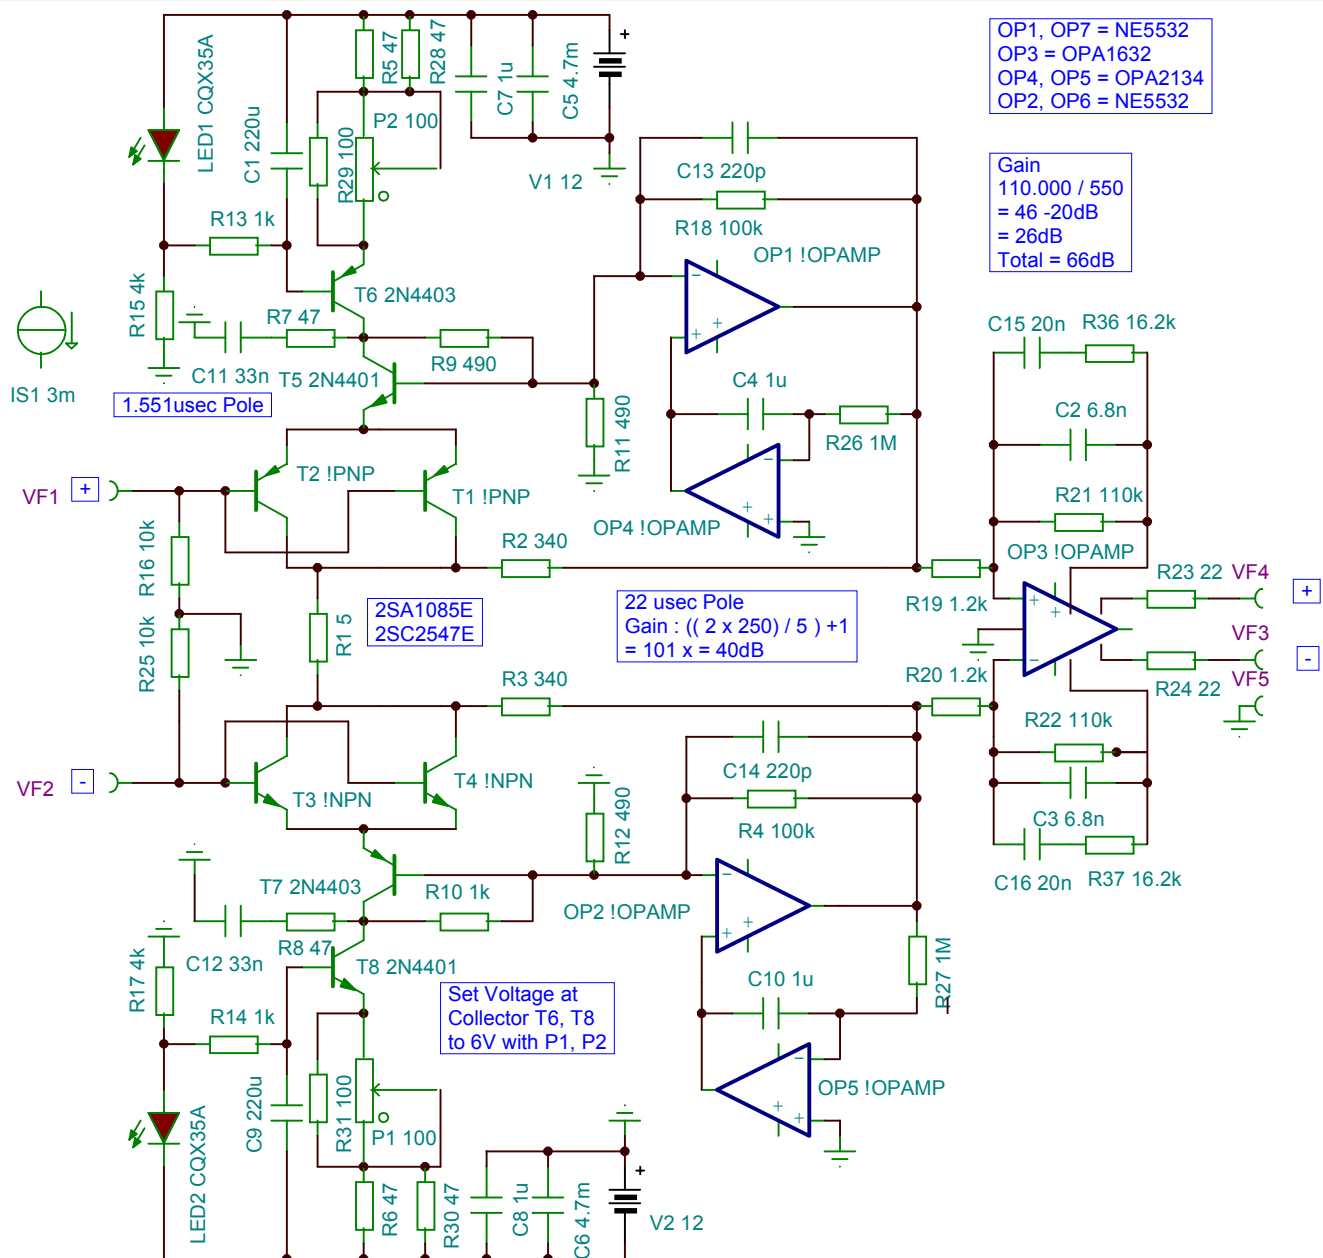 LED1 CQX35A
C1 220u
R29 100
P2 100
R5 47
R28 47
C7 1u
C5 4.7m
+
V1 12
R13 1k
R15 4k
T6 2N4403
R7 47
C11 33n
R9 490
T5 2N4401
IS1 3m
1.551usec Pole
C13 220p
R18 100k
OP1 !OPAMP
R11 490
C4 1u
R26 1M
OP4 !OPAMP
OP1, OP7 = NE5532
OP3 = OPA1632
OP4, OP5 = OPA2134
OP2, OP6 = NE5532
Gain
110.000 / 550
= 46 -20dB
= 26dB
Total = 66dB
C15 20n
R36 16.2k
C2 6.8n
R21 110k
OP3 !OPAMP
R19 1.2k
R20 1.2k
R23 22
VF4
+
VF3
-
R24 22
VF5
R22 110k
C3 6.8n
C16 20n
R37 16.2k
VF1
+
T2 !PNP
T1 !PNP
R16 10k
R25 10k
R2 340
R1 5
2SA1085E
2SC2547E
22 usec Pole
Gain : (( 2 x 250) / 5 ) +1
= 101 x = 40dB
R3 340
VF2
-
T3 !NPN
T4 !NPN
C14 220p
R4 100k
R12 490
T7 2N4403
R10 1k
OP2 !OPAMP
R8 47
C12 33n
R17 4k
T8 2N4401
R14 1k
Set Voltage at
Collector T6, T8
to 6V with P1, P2
C10 1u
R27 1M
OP5 !OPAMP
LED2 CQX35A
C9 220u
R31 100
P1 100
R6 47
R30 47
C8 1u
C6 4.7m
+
V2 12